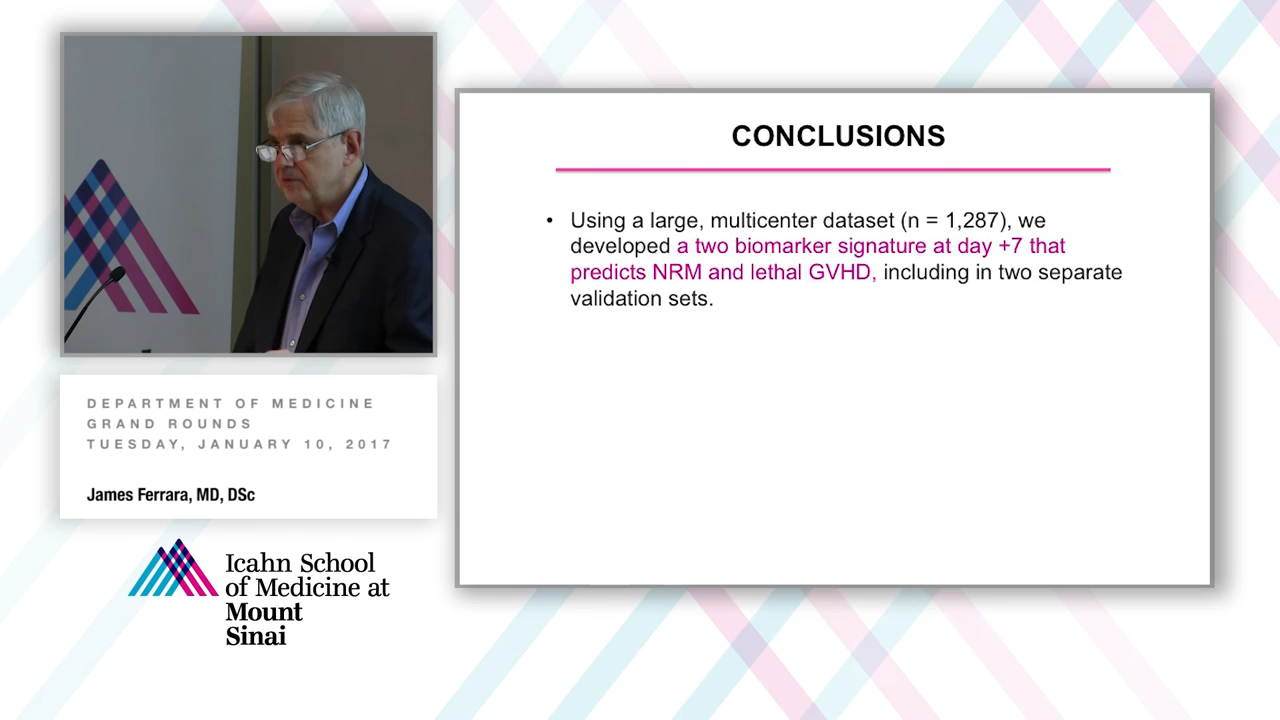 DEPARTMENT OF MEDICINE
GRAND ROUNDS
TUESDAY, JANUARY 10, 2017
James Ferrara, MD, DSc
Icahn School
of Medicine at
Mount
Sinai
CONCLUSIONS
• Using a large, multicenter dataset (n = 1,287), we
developed a two biomarker signature at day +7 that
predicts NRM and lethal GVHD, including in two separate
validation sets.